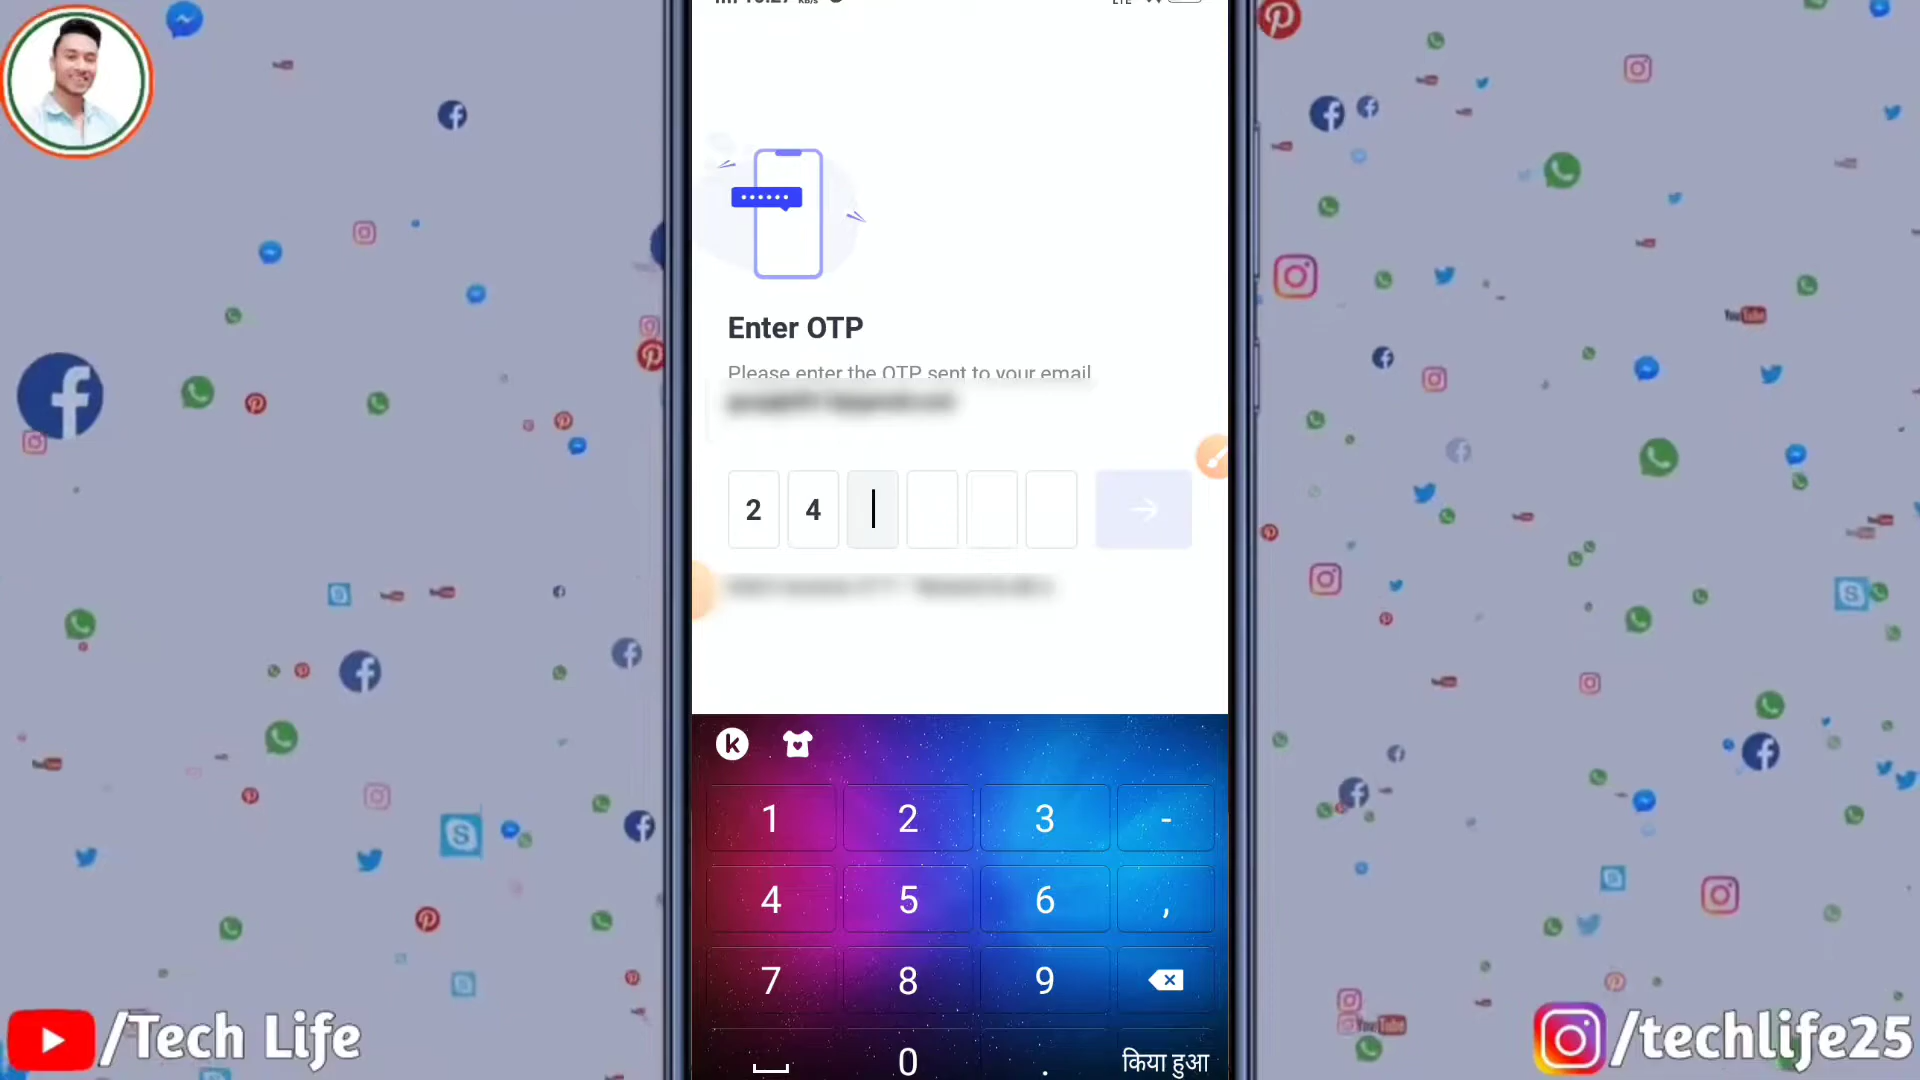 Enter OTP
Please enter the OTP sent to your email
2 4
k
1 2 3 -
4 5 6 ,
7 8 9
0 . किया हुआ
/Tech Life
/techlife25